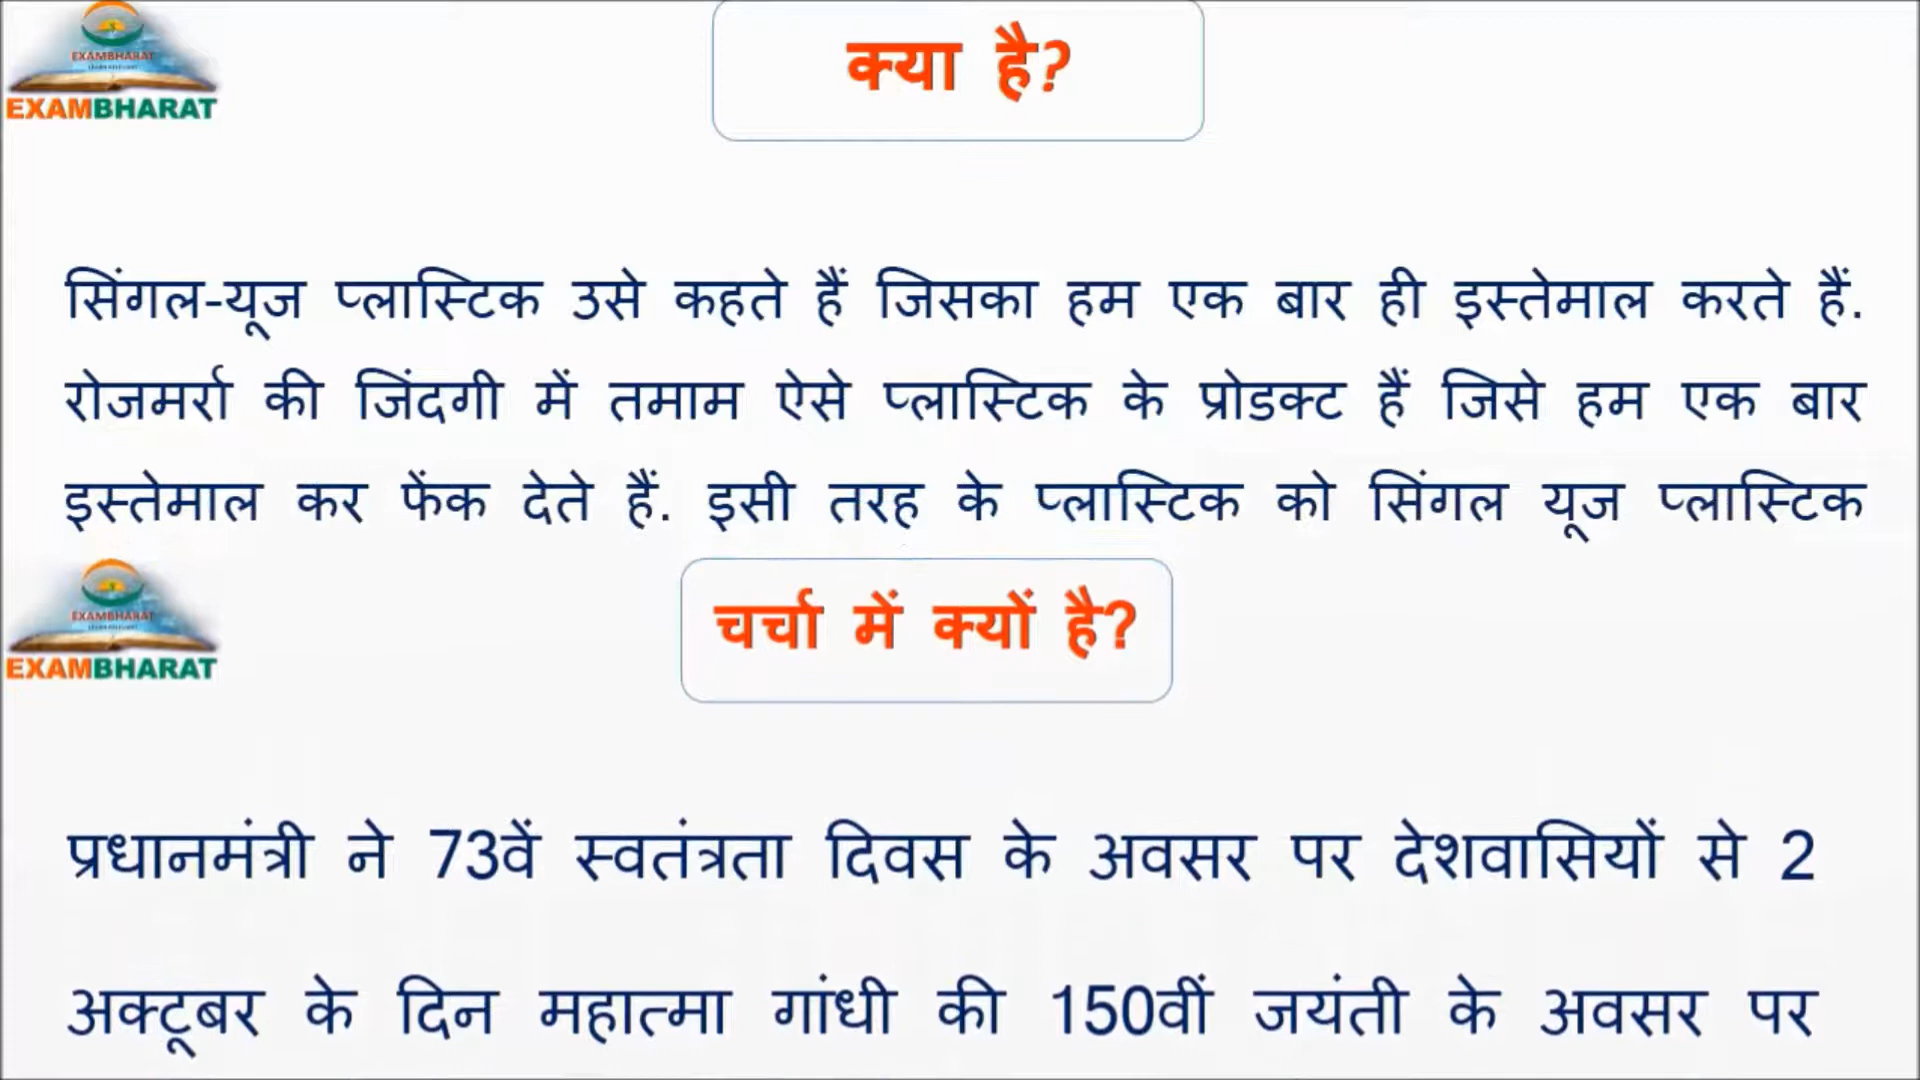 EXAMBHARAT
EXAMBHARAT
क्या है?
सिंगल-यूज प्लास्टिक उसे कहते हैं जिसका हम एक बार ही इस्तेमाल करते हैं.
रोजमर्रा की जिंदगी में तमाम ऐसे प्लास्टिक के प्रोडक्ट हैं जिसे हम एक बार
इस्तेमाल कर फेंक देते हैं. इसी तरह के प्लास्टिक को सिंगल यूज प्लास्टिक
EXAMBHARAT
EXAMBHARAT
चर्चा में क्यों है?
प्रधानमंत्री ने 73वें स्वतंत्रता दिवस के अवसर पर देशवासियों से 2
अक्टूबर के दिन महात्मा गांधी की 150वीं जयंती के अवसर पर